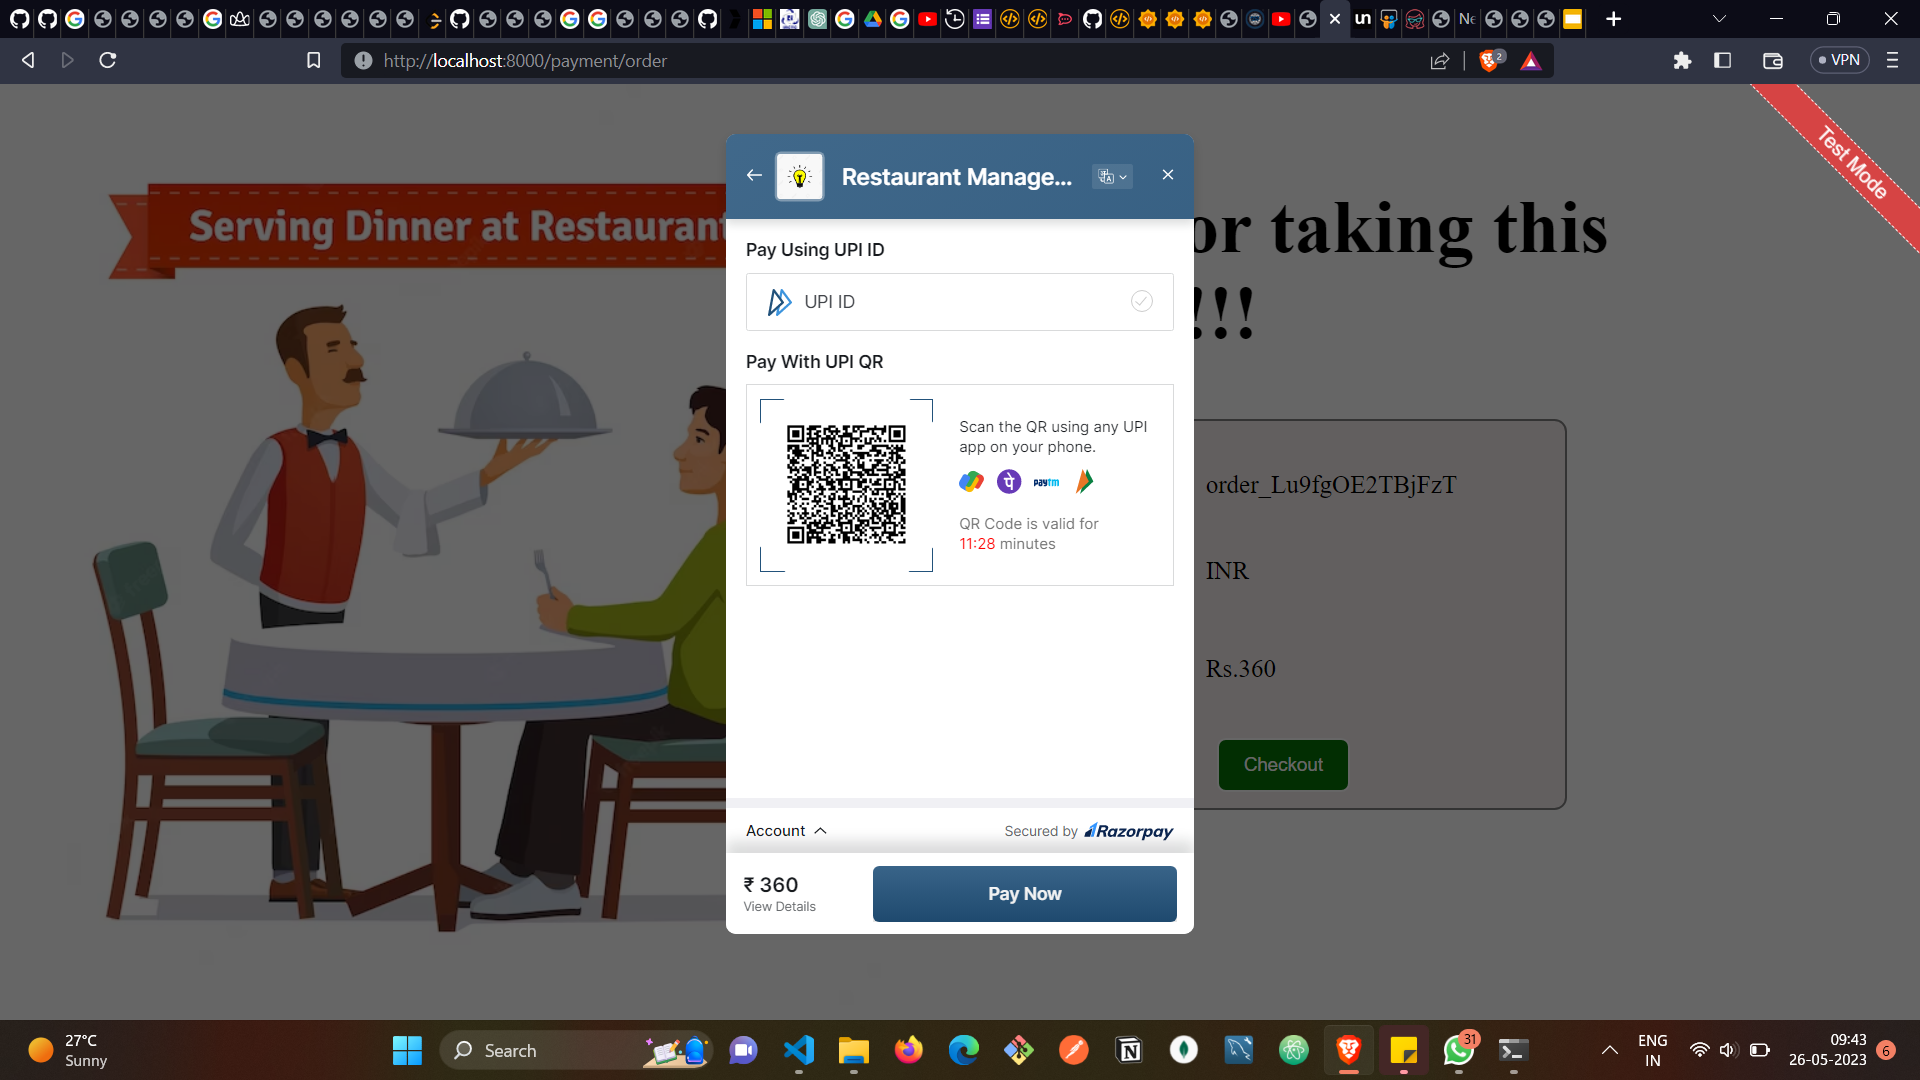 http://localhost:8000/payment/order
VPN
Test Mode
Restaurant Manage...
Serving Dinner at Restaurant
or taking this
!!!
Pay Using UPI ID
UPI ID
Pay With UPI QR
Scan the QR using any UPI
app on your phone.
पे
paytm
QR Code is valid for
11:28 minutes
order_Lu9fgOE2TBjFzT
INR
Rs.360
Checkout
Account
Secured by Razorpay
₹ 360
View Details
Pay Now
27°C
Sunny
Search
31
ENG
IN
09:43
26-05-2023
6